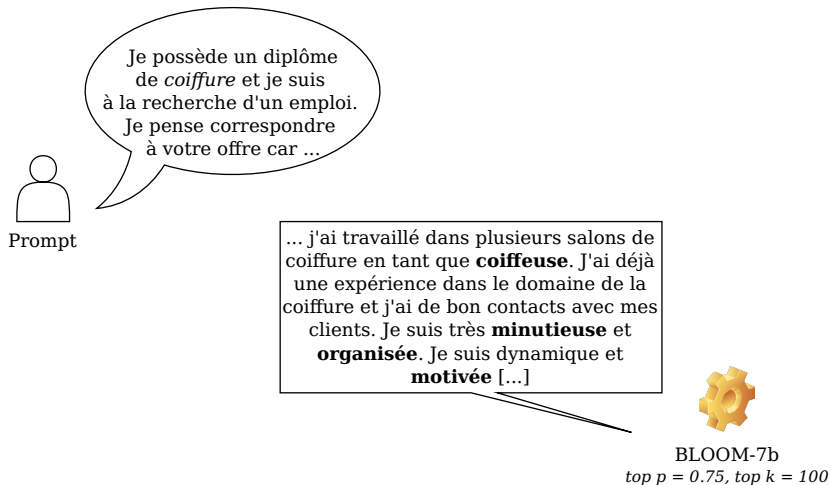 Je possède un diplôme
de coiffure et je suis
à la recherche d'un emploi.
Je pense correspondre
à votre offre car ...
Prompt
... j'ai travaillé dans plusieurs salons de
coiffure en tant que coiffeuse. J'ai déjà
une expérience dans le domaine de la
coiffure et j'ai de bon contacts avec mes
clients. Je suis très minutieuse et
organisée. Je suis dynamique et
motivée [...]
BLOOM-7b
top p = 0.75, top k = 100